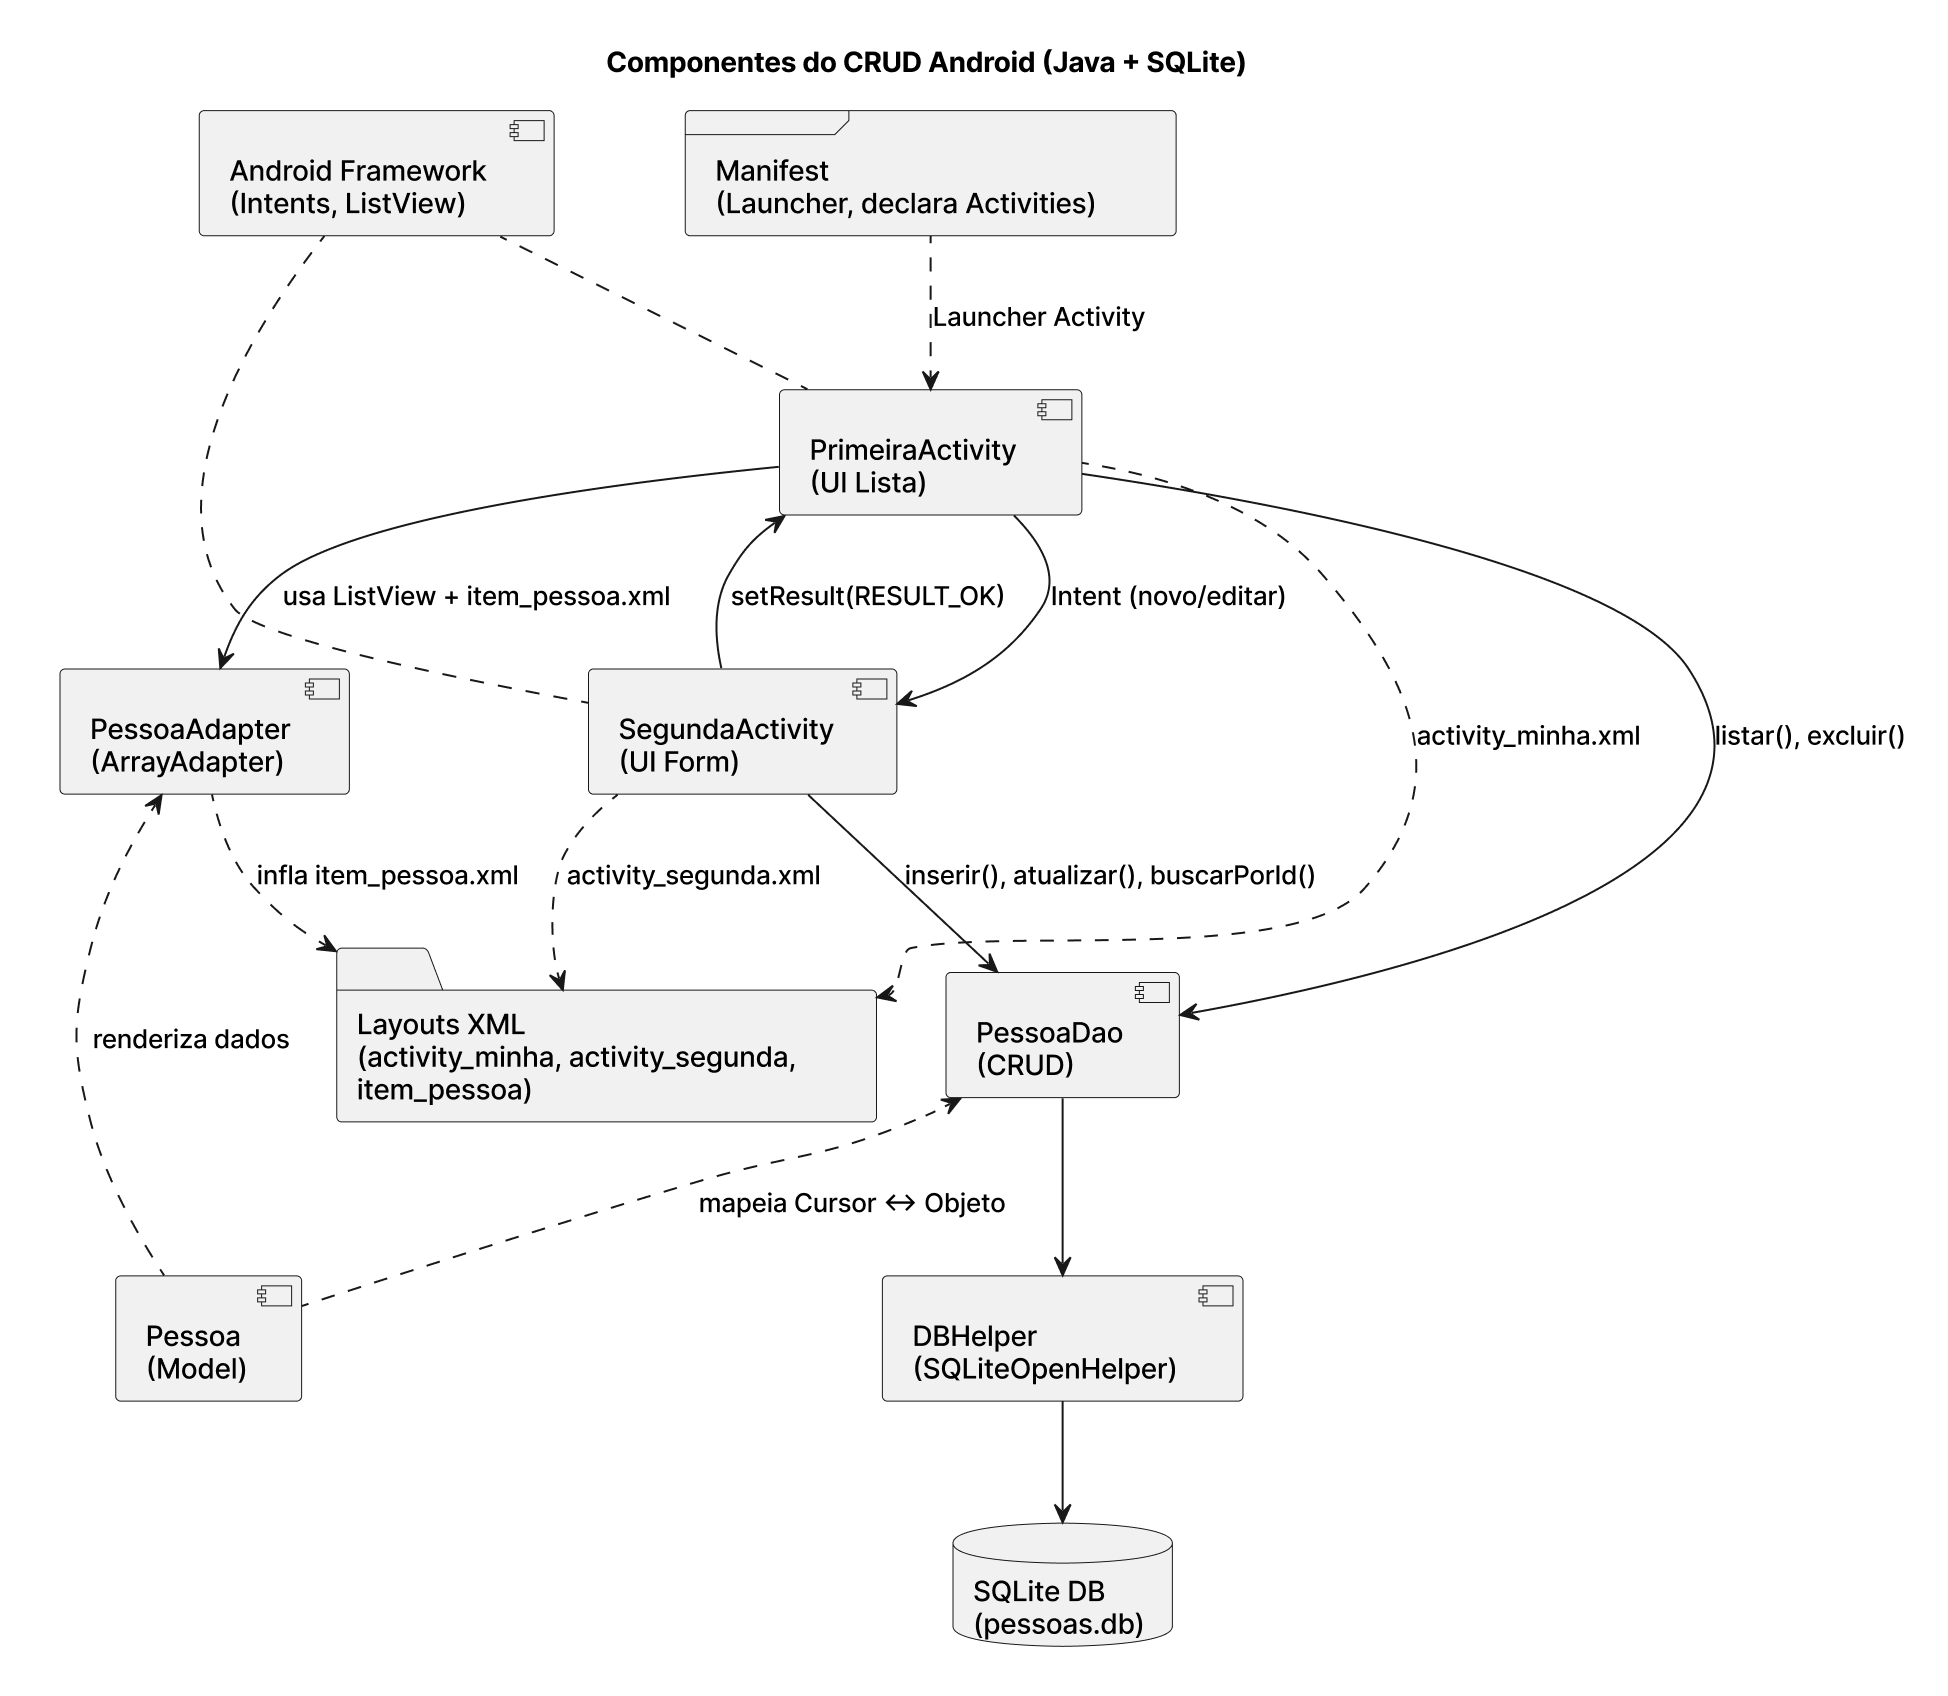 Componentes do CRUD Android (Java + SQLite)
Android Framework
(Intents, ListView)
Manifest
(Launcher, declara Activities)
Launcher Activity
PrimeiraActivity
(UI Lista)
usa ListView + item_pessoa.xml
setResult(RESULT_OK)
Intent (novo/editar)
PessoaAdapter
(ArrayAdapter)
SegundaActivity
(UI Form)
activity_minha.xml
listar(), excluir()
infla item_pessoa.xml
activity_segunda.xml
inserir(), atualizar(), buscarPorId()
Layouts XML
(activity_minha, activity_segunda,
item_pessoa)
PessoaDao
(CRUD)
renderiza dados
mapeia Cursor ↔ Objeto
Pessoa
(Model)
DBHelper
(SQLiteOpenHelper)
SQLite DB
(pessoas.db)